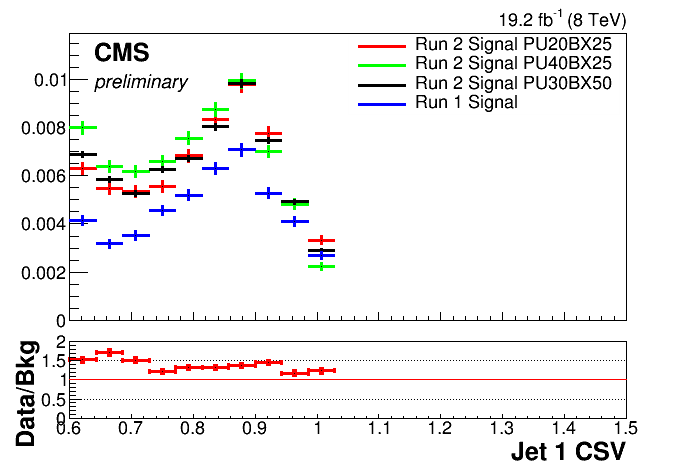 19.2 fb⁻¹ (8 TeV)
CMS
preliminary
Run 2 Signal PU20BX25
Run 2 Signal PU40BX25
Run 2 Signal PU30BX50
Run 1 Signal
0.01
0.008
0.006
0.004
0.002
0
Data/Bkg
2
1.5
1
0.5
0
0.6 0.7 0.8 0.9 1 1.1 1.2 1.3 1.4 1.5
Jet 1 CSV